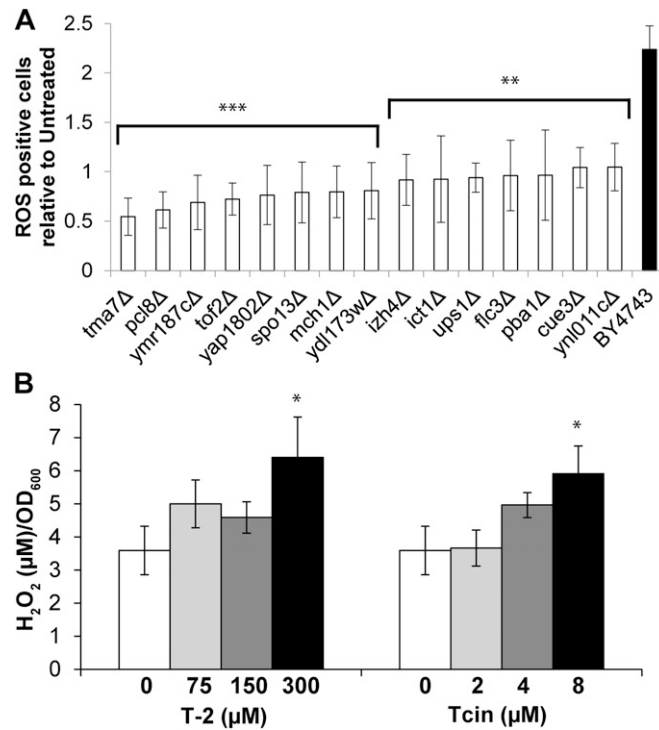 A
ROS positive cells
relative to Untreated
2.5
2
1.5
1
0.5
0
***
**
tma7Δ
pcl8Δ
ymr187cΔ
tof2Δ
yap1802Δ
spo13Δ
mch1Δ
ydl173wΔ
izh4Δ
ict1Δ
ups1Δ
flc3Δ
pba1Δ
cue3Δ
ynl011cΔ
BY4743
B
H₂O₂ (µM)/OD₆₀₀
8
7
6
5
4
3
2
1
0
*
*
0 75 150 300
T-2 (µM)
0 2 4 8
Tcin (µM)